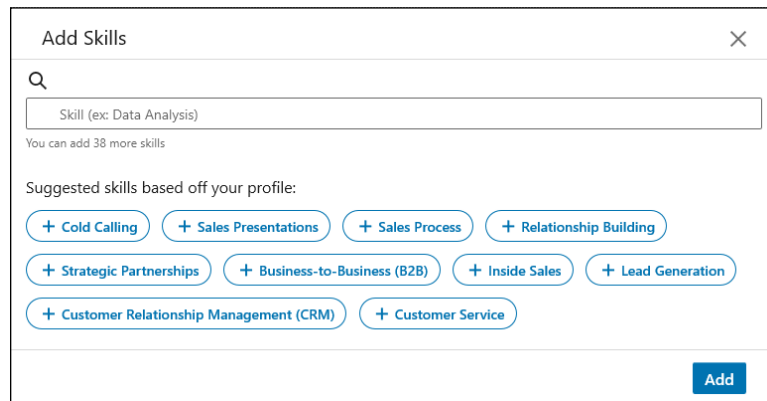 Add Skills
Skill (ex: Data Analysis)
You can add 38 more skills
Suggested skills based off your profile:
+ Cold Calling + Sales Presentations + Sales Process + Relationship Building
+ Strategic Partnerships + Business-to-Business (B2B) + Inside Sales + Lead Generation
+ Customer Relationship Management (CRM) + Customer Service
Add